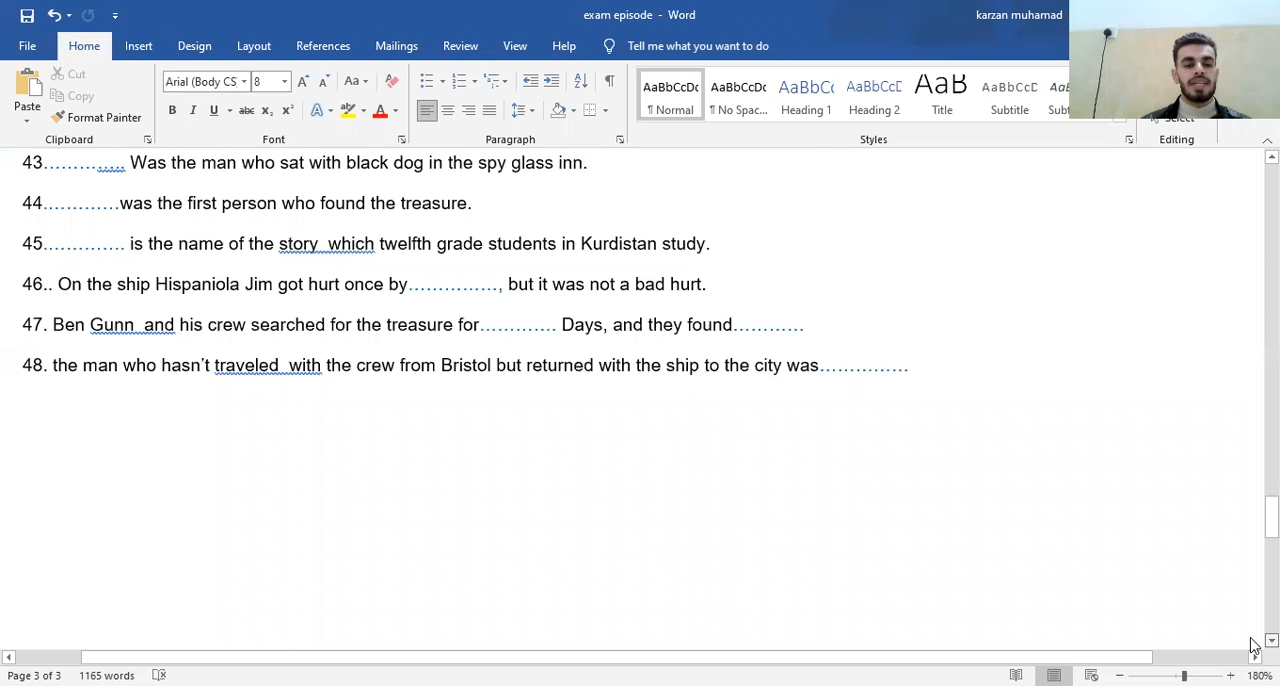 exam episode - Word
karzan muhamad
File Home Insert Design Layout References Mailings Review View Help Tell me what you want to do
Paste
Cut
Copy
Format Painter
Clipboard
Arial (Body CS 8
Aa
B I U abc x₂ x² A A
Font
Paragraph
AaBbCcDc AaBbCcDc AaBbCc AaBbCcD AaB AaBbCcD Aa
¶ Normal ¶ No Spac... Heading 1 Heading 2 Title Subtitle Sub
Styles
Select
Editing
43.………….. Was the man who sat with black dog in the spy glass inn.
44.…………was the first person who found the treasure.
45.…………. is the name of the story  which twelfth grade students in Kurdistan study.
46.. On the ship Hispaniola Jim got hurt once by……………, but it was not a bad hurt.
47. Ben Gunn  and his crew searched for the treasure for…………. Days, and they found…………
48. the man who hasn't traveled  with the crew from Bristol but returned with the ship to the city was……………
Page 3 of 3 1165 words 180%